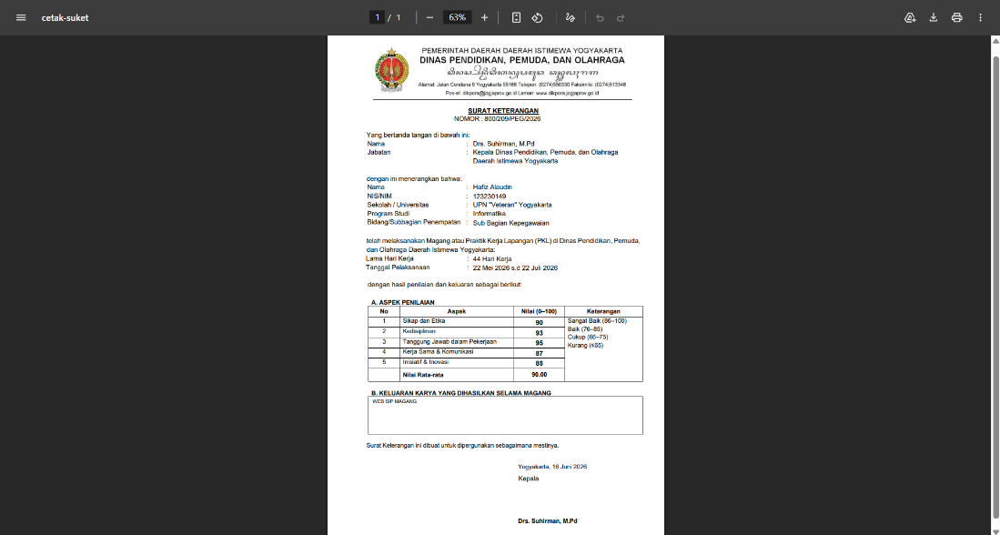 cetak-suket
1 / 1
63%
PEMERINTAH DAERAH DAERAH ISTIMEWA YOGYAKARTA
DINAS PENDIDIKAN, PEMUDA, DAN OLAHRAGA
Alamat: Jalan Cendana 9 Yogyakarta 55166 Telepon: (0274)550330 Faksimile: (0274)513348
Pos-el: dikpora@jogjaprov.go.id Laman: www.dikpora.jogjaprov.go.id
SURAT KETERANGAN
NOMOR : 800/209/PEG/2026
Yang bertanda tangan di bawah ini:
Nama : Drs. Suhirman, M.Pd
Jabatan : Kepala Dinas Pendidikan, Pemuda, dan Olahraga
Daerah Istimewa Yogyakarta
dengan ini menerangkan bahwa:
Nama : Hafiz Alaudin
NIS/NIM : 123230149
Sekolah / Universitas : UPN "Veteran" Yogyakarta
Program Studi : Informatika
Bidang/Subbagian Penempatan : Sub Bagian Kepegawaian
telah melaksanakan Magang atau Praktik Kerja Lapangan (PKL) di Dinas Pendidikan, Pemuda,
dan Olahraga Daerah Istimewa Yogyakarta:
Lama Hari Kerja : 44 Hari Kerja
Tanggal Pelaksanaan : 22 Mei 2026 s.d 22 Juli 2026
dengan hasil penilaian dan keluaran sebagai berikut:
A. ASPEK PENILAIAN
No Aspek Nilai (0–100) Keterangan
1 Sikap dan Etika 90 Sangat Baik (86–100)
2 Kedisiplinan 93 Baik (76–85)
3 Tanggung Jawab dalam Pekerjaan 95 Cukup (66–75)
4 Kerja Sama & Komunikasi 87 Kurang (≤65)
5 Inisiatif & Inovasi 85
Nilai Rata-rata 90.00
B. KELUARAN KARYA YANG DIHASILKAN SELAMA MAGANG
WEB SIP MAGANG
Surat Keterangan ini dibuat untuk dipergunakan sebagaimana mestinya.
Yogyakarta, 16 Juni 2026
Kepala
Drs. Suhirman, M.Pd